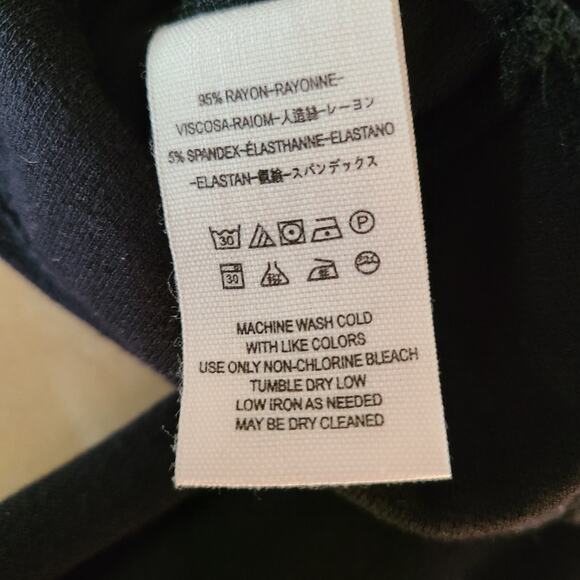 95% RAYON-RAYONNE-
VISCOSA-RAIOM-人造絲-レーヨン
5% SPANDEX-ÉLASTHANNE-ELASTANO
-ELASTAN-氨綸-スパンデックス
30
P
30
MACHINE WASH COLD
WITH LIKE COLORS
USE ONLY NON-CHLORINE BLEACH
TUMBLE DRY LOW
LOW IRON AS NEEDED
MAY BE DRY CLEANED